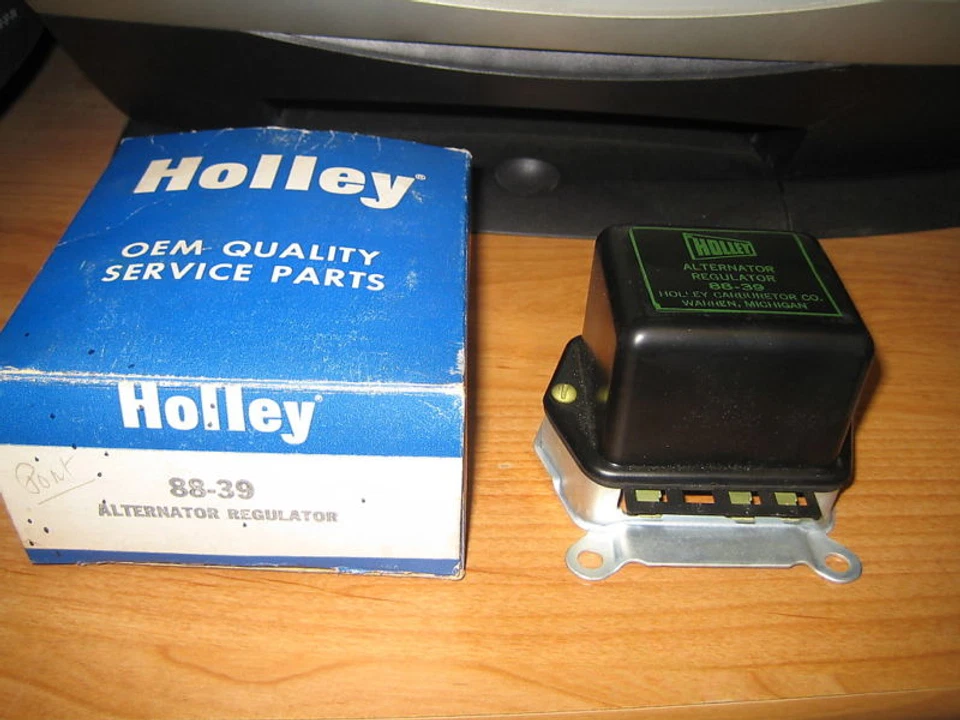 Holley®
OEM QUALITY
SERVICE PARTS
Holley®
Pont
88-39
ALTERNATOR REGULATOR
HOLLEY
ALTERNATOR
REGULATOR
88-39
HOLLEY CARBURETOR CO.
WARREN, MICHIGAN